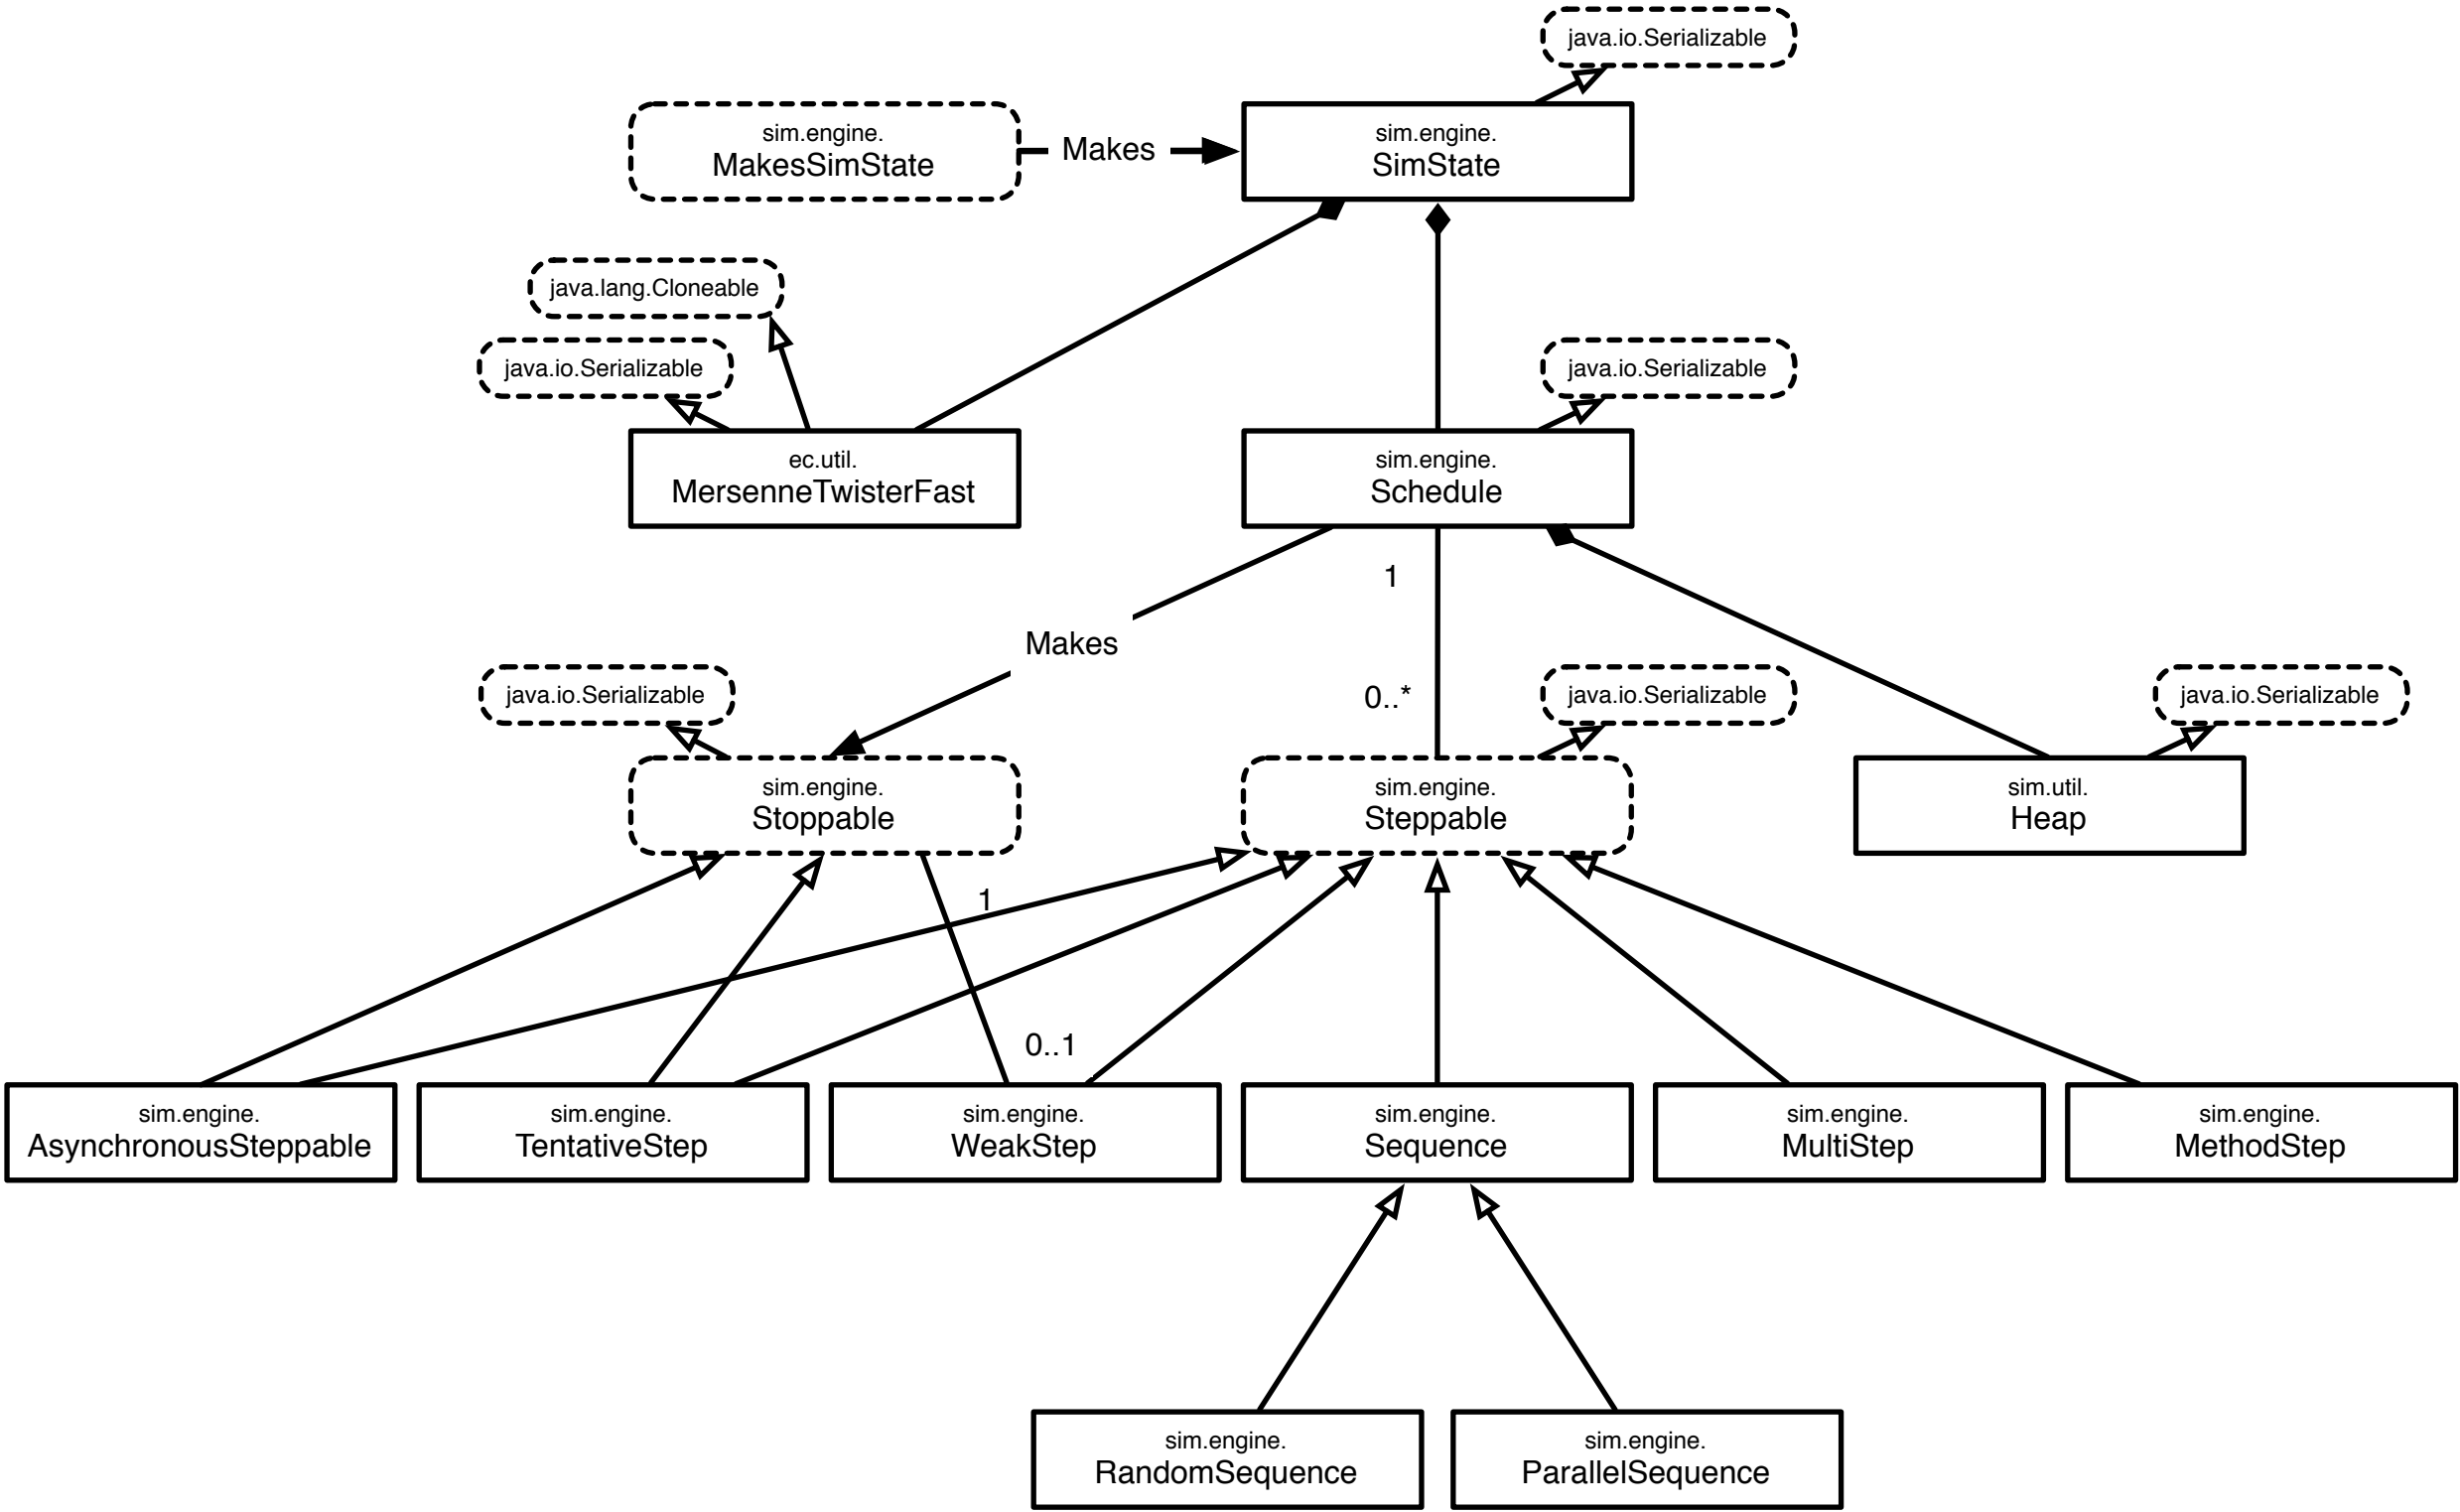 java.io.Serializable
sim.engine.
MakesSimState
Makes
sim.engine.
SimState
java.lang.Cloneable
java.io.Serializable
java.io.Serializable
ec.util.
MersenneTwisterFast
sim.engine.
Schedule
1
Makes
0..*
java.io.Serializable
java.io.Serializable
java.io.Serializable
sim.engine.
Stoppable
sim.engine.
Steppable
sim.util.
Heap
1
0..1
sim.engine.
AsynchronousSteppable
sim.engine.
TentativeStep
sim.engine.
WeakStep
sim.engine.
Sequence
sim.engine.
MultiStep
sim.engine.
MethodStep
sim.engine.
RandomSequence
sim.engine.
ParallelSequence